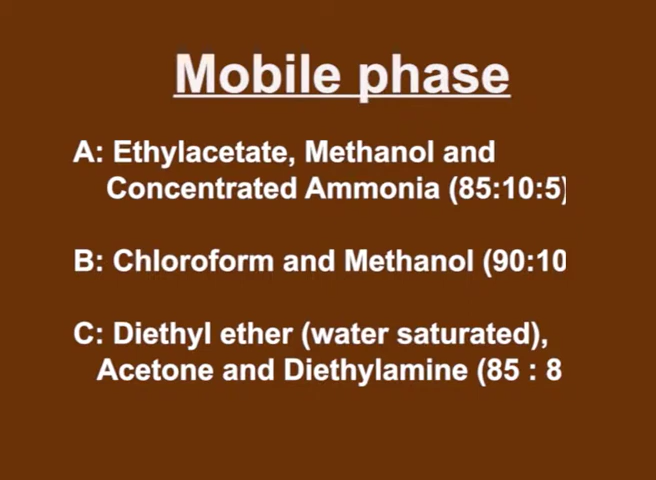 Mobile phase
A: Ethylacetate, Methanol and
Concentrated Ammonia (85:10:5)
B: Chloroform and Methanol (90:10
C: Diethyl ether (water saturated),
Acetone and Diethylamine (85 : 8